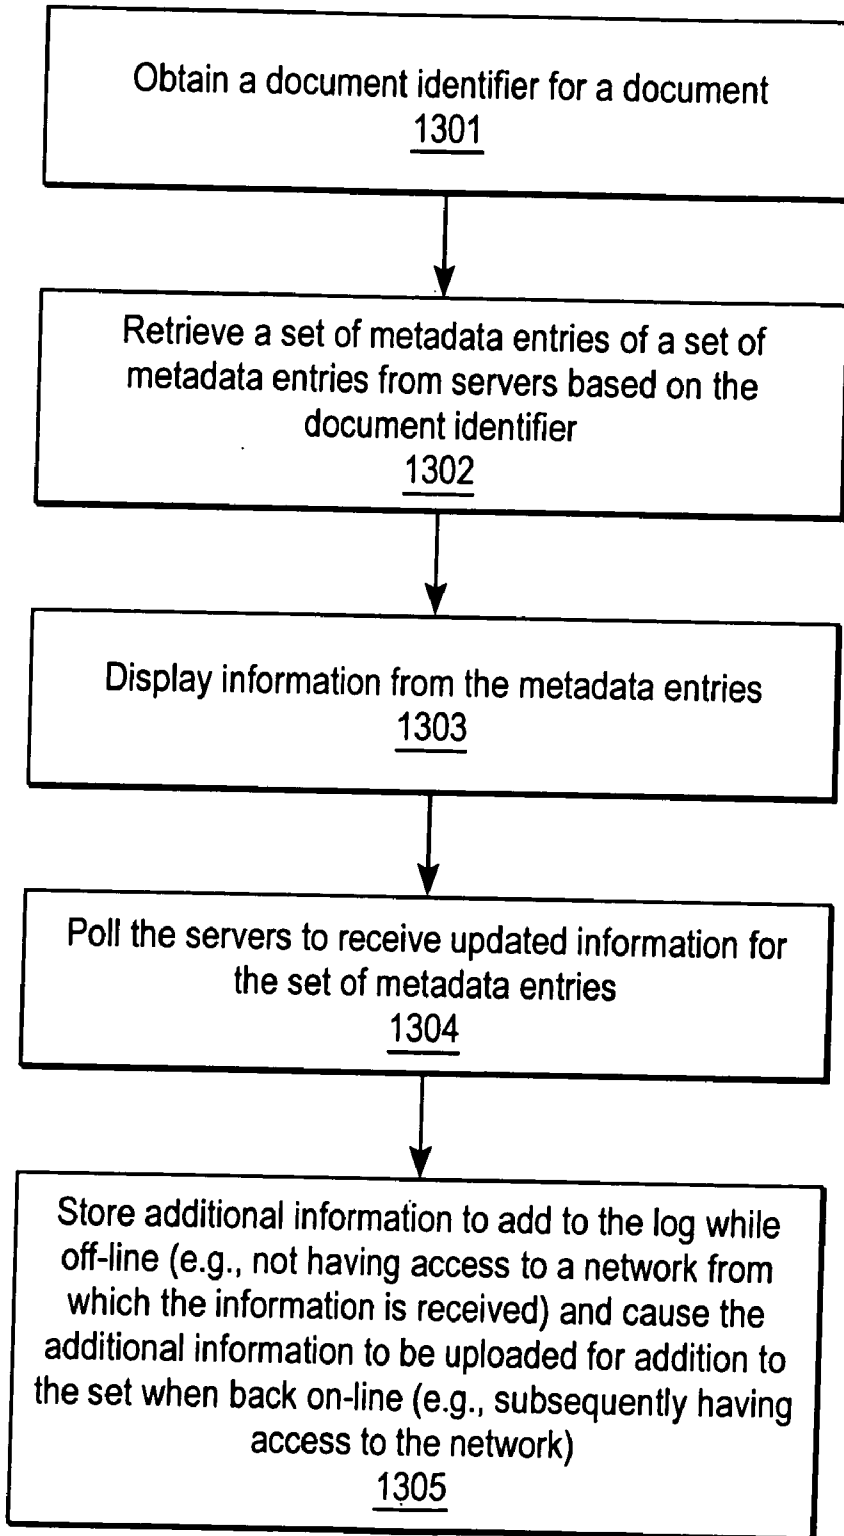 Obtain a document identifier for a document
1301
Retrieve a set of metadata entries of a set of
metadata entries from servers based on the
document identifier
1302
Display information from the metadata entries
1303
Poll the servers to receive updated information for
the set of metadata entries
1304
Store additional information to add to the log while
off-line (e.g., not having access to a network from
which the information is received) and cause the
additional information to be uploaded for addition to
the set when back on-line (e.g., subsequently having
access to the network)
1305